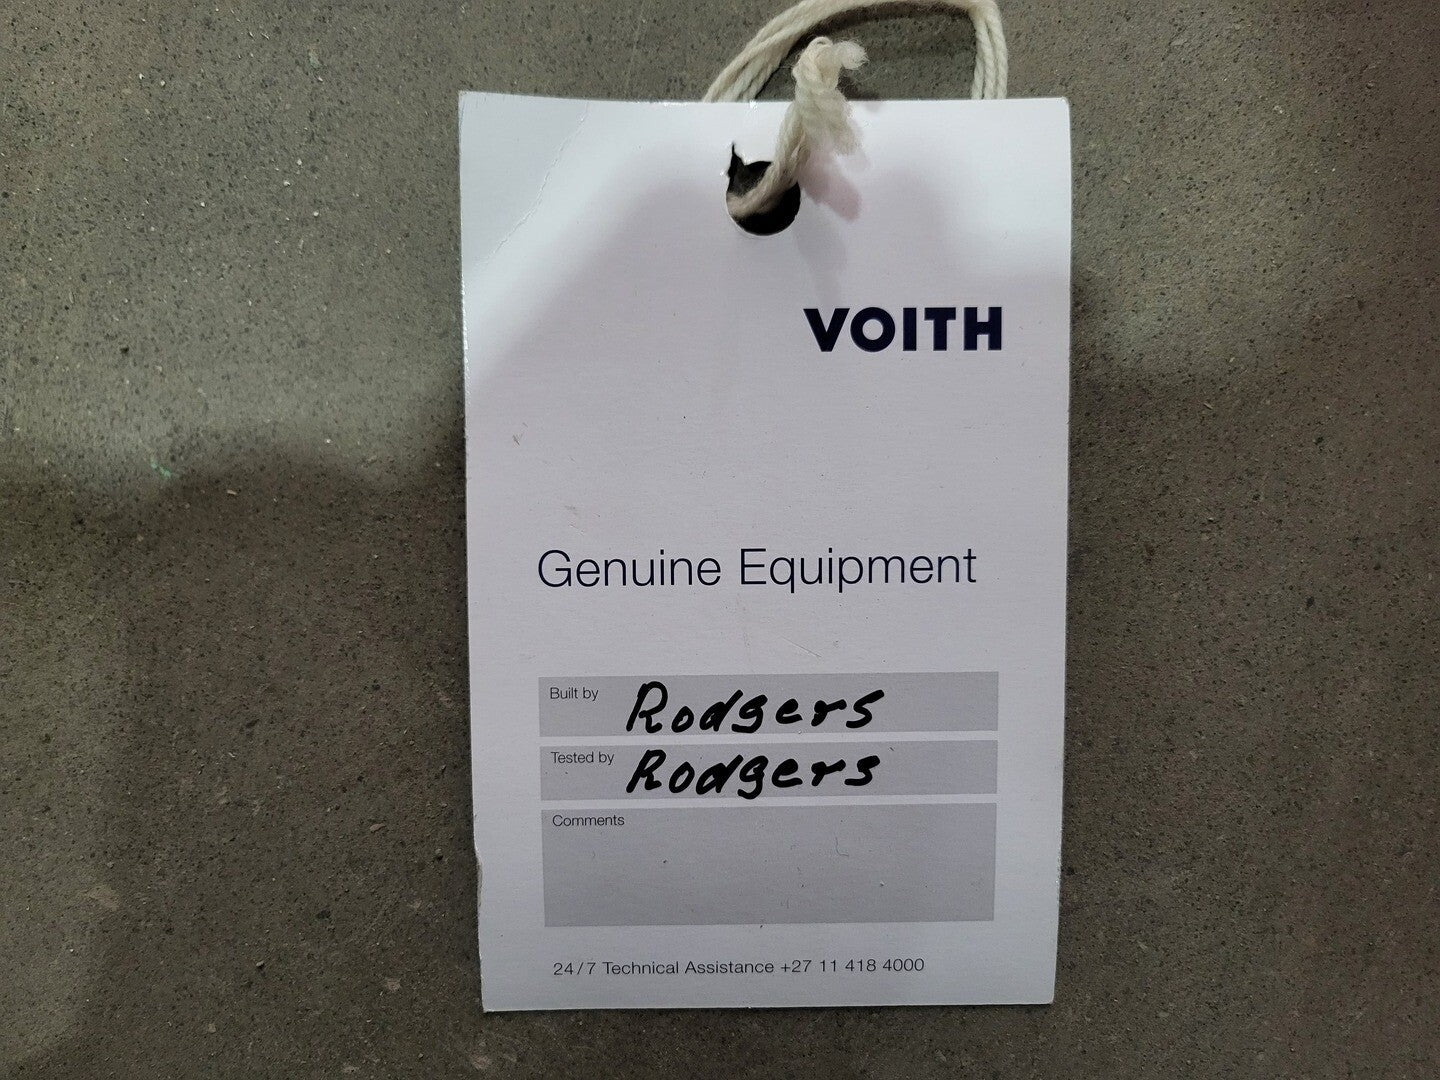 VOITH
Genuine Equipment
Built by Rodgers
Tested by Rodgers
Comments
24/7 Technical Assistance +27 11 418 4000